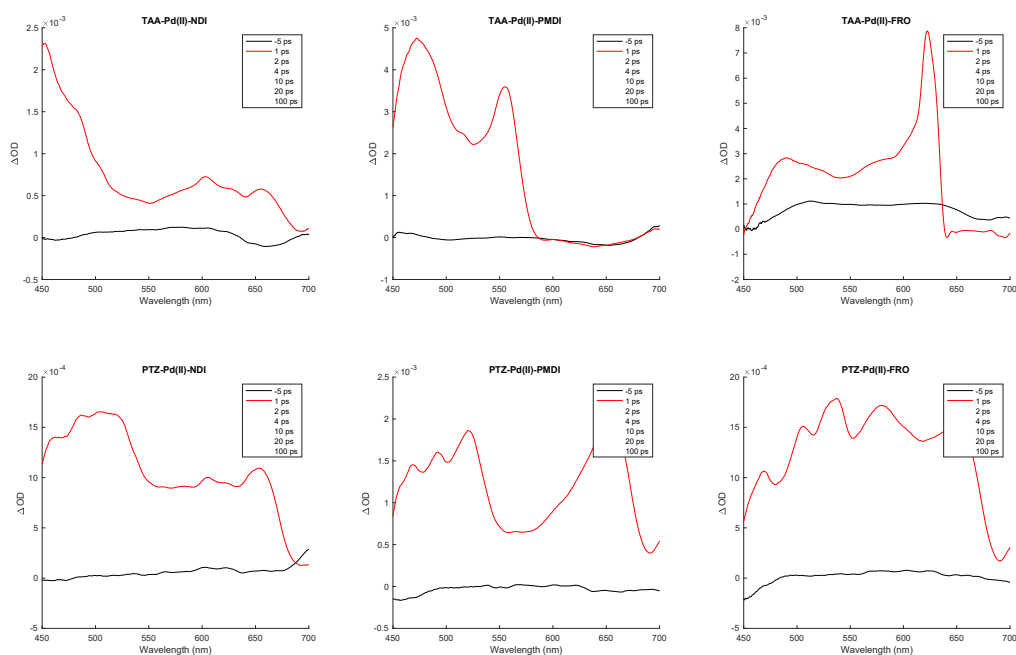 TAA-Pd(II)-NDI
×10⁻³
2.5
2
1.5
1
0.5
0
-0.5
450 500 550 600 650 700
Wavelength (nm)
Δ OD
-5 ps
1 ps
2 ps
4 ps
10 ps
20 ps
100 ps
TAA-Pd(II)-PMDI
×10⁻³
5
4
3
2
1
0
-1
450 500 550 600 650 700
Wavelength (nm)
Δ OD
-5 ps
1 ps
2 ps
4 ps
10 ps
20 ps
100 ps
TAA-Pd(II)-FRO
×10⁻³
8
7
6
5
4
3
2
1
0
-1
-2
450 500 550 600 650 700
Wavelength (nm)
Δ OD
-5 ps
1 ps
2 ps
4 ps
10 ps
20 ps
100 ps
PTZ-Pd(II)-NDI
×10⁻⁴
20
15
10
5
0
-5
450 500 550 600 650 700
Wavelength (nm)
Δ OD
-5 ps
1 ps
2 ps
4 ps
10 ps
20 ps
100 ps
PTZ-Pd(II)-PMDI
×10⁻³
2.5
2
1.5
1
0.5
0
-0.5
450 500 550 600 650 700
Wavelength (nm)
Δ OD
-5 ps
1 ps
2 ps
4 ps
10 ps
20 ps
100 ps
PTZ-Pd(II)-FRO
×10⁻⁴
20
15
10
5
0
-5
450 500 550 600 650 700
Wavelength (nm)
Δ OD
-5 ps
1 ps
2 ps
4 ps
10 ps
20 ps
100 ps